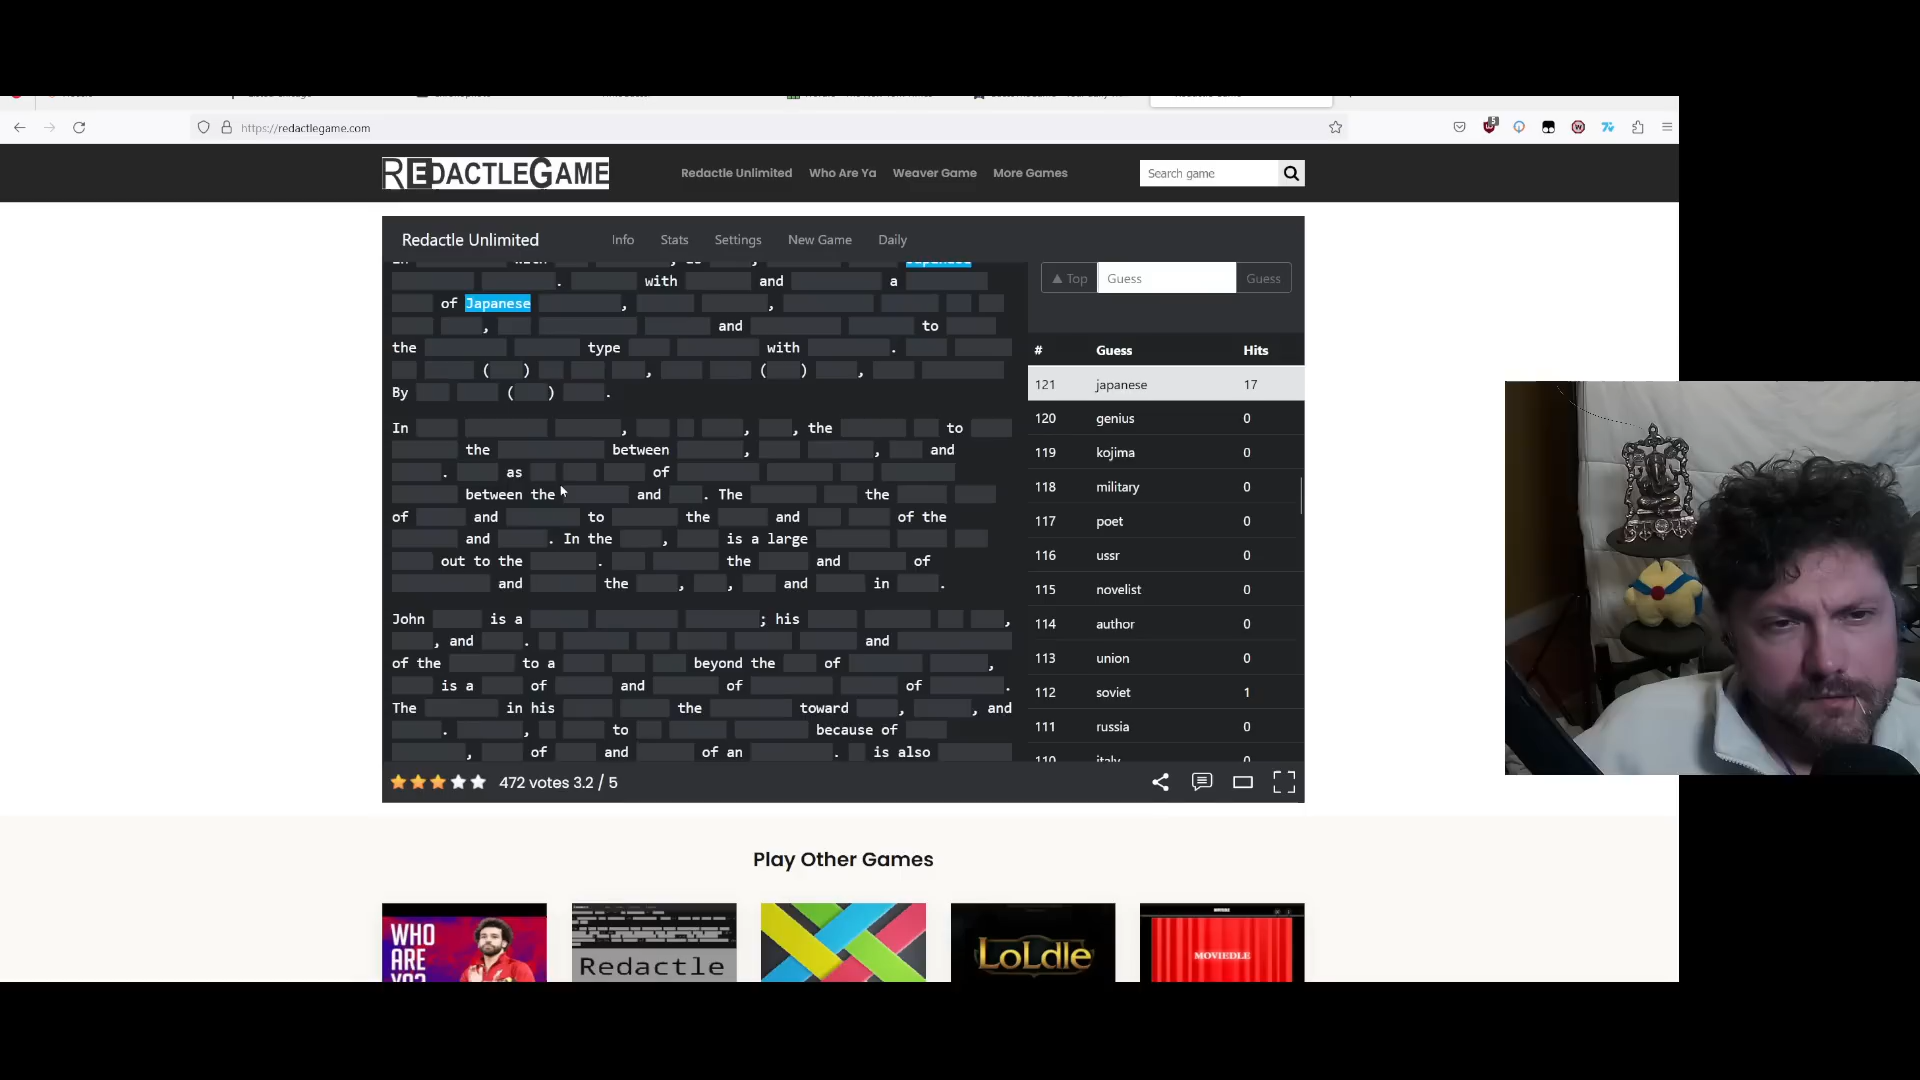 https://redactlegame.com
REDACTLEGAME
Redactle Unlimited Who Are Ya Weaver Game More Games
Search game
Redactle Unlimited Info Stats Settings New Game Daily
Japanese
. with and a
of Japanese , , ,
, and to
the type with .
( ) , ( ) ,
By ( ) .
In , , , the to
the between , , and
. as of
between the and . The the
of and to the and of the
and . In the , is a large
out to the . the and of
and the , , and in .
John is a ; his ,
, and . and
of the to a beyond the of ,
is a of and of of .
The in his the toward , , and
. , to because of
, of and of an . is also
▲ Top Guess Guess
# Guess Hits
121 japanese 17
120 genius 0
119 kojima 0
118 military 0
117 poet 0
116 ussr 0
115 novelist 0
114 author 0
113 union 0
112 soviet 1
111 russia 0
110 italy 0
472 votes 3.2 / 5
Play Other Games
WHO
ARE
YA?
Redactle
LoLdle
MOVIEDLE